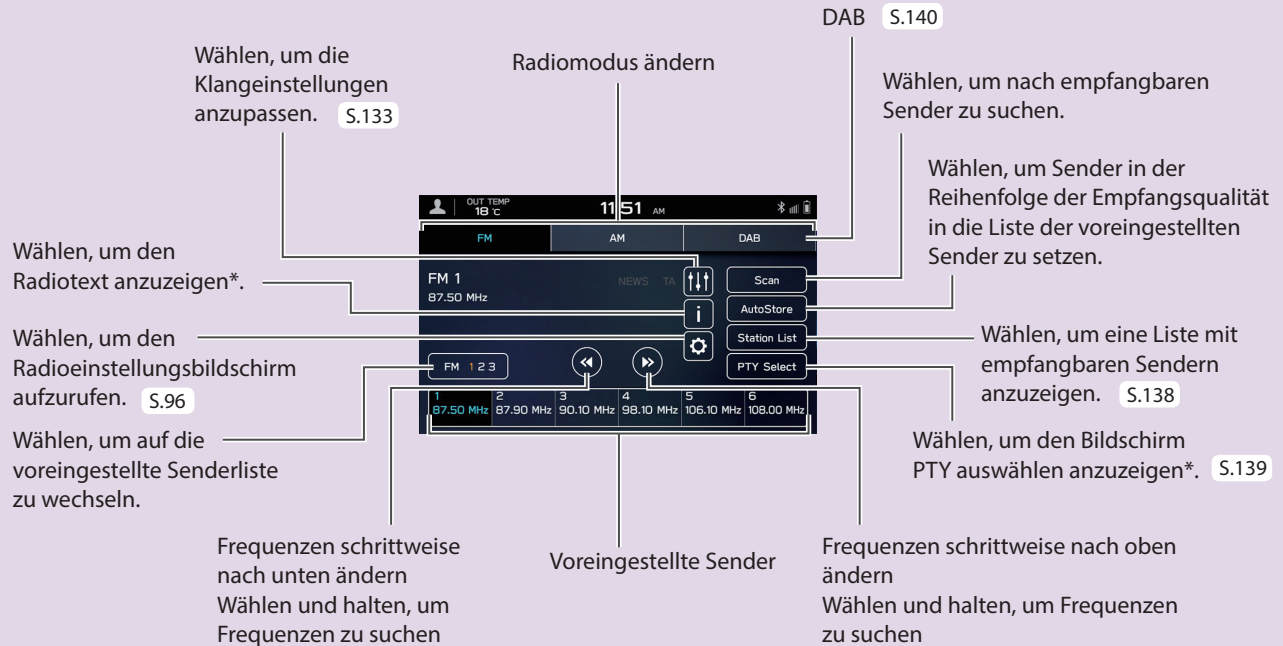 DAB S.140
Wählen, um die
Klangeinstellungen
anzupassen. S.133
Radiomodus ändern
Wählen, um nach empfangbaren
Sender zu suchen.
Wählen, um Sender in der
Reihenfolge der Empfangsqualität
in die Liste der voreingestellten
Sender zu setzen.
Wählen, um den
Radiotext anzuzeigen*.
Wählen, um den
Radioeinstellungsbildschirm
aufzurufen. S.96
Wählen, um auf die
voreingestellte Senderliste
zu wechseln.
OUT TEMP
18 °C
11 51 AM
FM AM DAB
FM 1
87.50 MHz
NEWS TA
i
Scan
AutoStore
Station List
PTY Select
FM 1 2 3
1 2 3 4 5 6
87.50 MHz 87.90 MHz 90.10 MHz 98.10 MHz 106.10 MHz 108.00 MHz
Wählen, um eine Liste mit
empfangbaren Sendern
anzuzeigen. S.138
Wählen, um den Bildschirm
PTY auswählen anzuzeigen*. S.139
Frequenzen schrittweise
nach unten ändern
Wählen und halten, um
Frequenzen zu suchen
Voreingestellte Sender
Frequenzen schrittweise nach oben
ändern
Wählen und halten, um Frequenzen
zu suchen